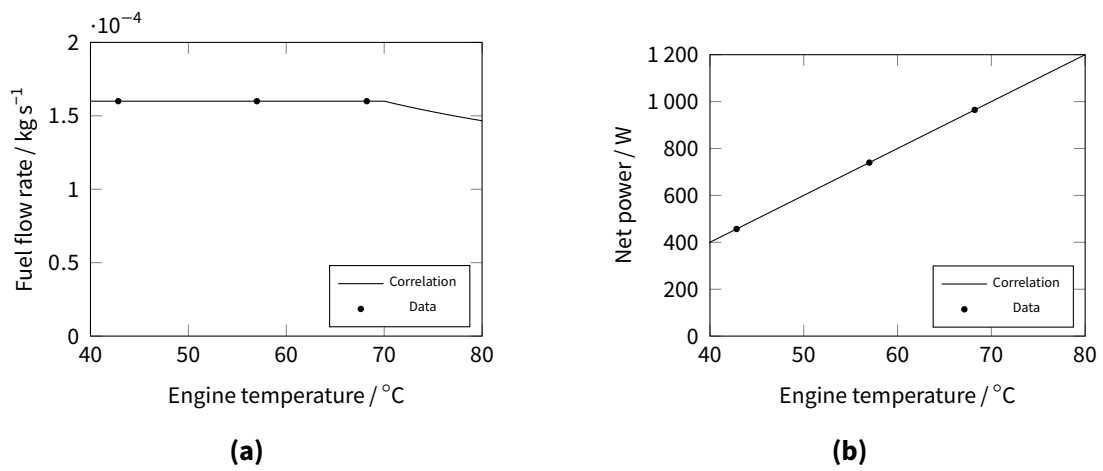 ·10⁻⁴
2
1.5
1
0.5
0
40 50 60 70 80
Fuel flow rate / kg s⁻¹
Engine temperature / °C
Correlation
Data
(a)
1 200
1 000
800
600
400
200
0
40 50 60 70 80
Net power / W
Engine temperature / °C
Correlation
Data
(b)